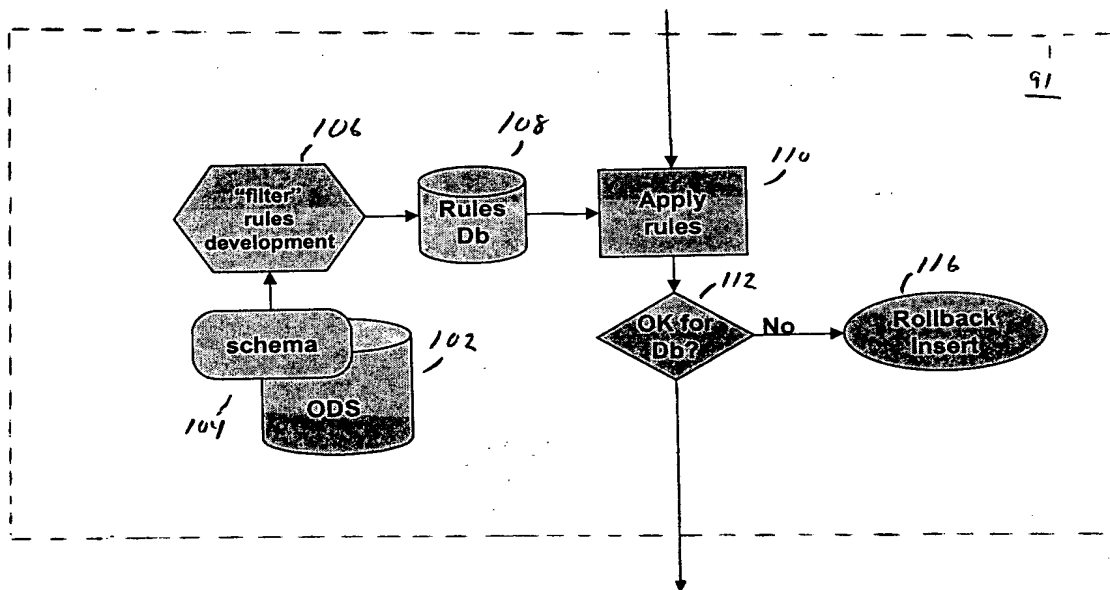 91
106
108
110
"filter"
rules
development
Rules
Db
Apply
rules
112
116
OK for
Db?
No
Rollback
Insert
schema
102
ODS
104